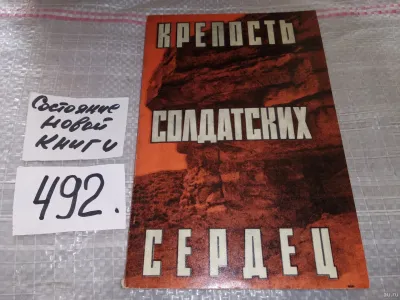 КРЕПОСТЬ
СОЛДАТСКИХ
СЕРДЕЦ
Состояние
новой
книги
492.